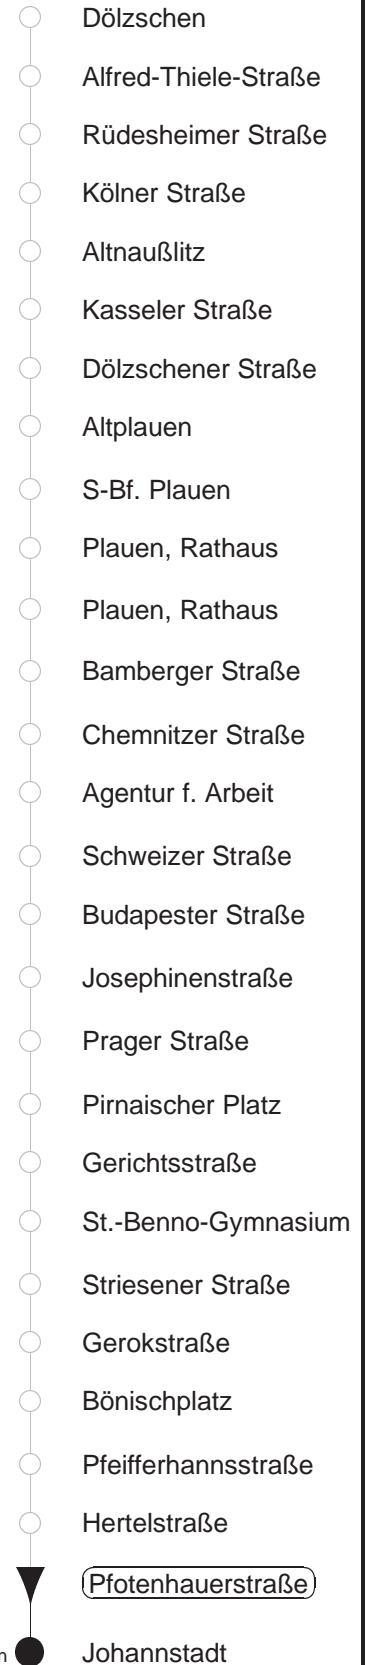 Dölzschen
Alfred-Thiele-Straße
Rüdesheimer Straße
Kölner Straße
Altnaußlitz
Kasseler Straße
Dölzschener Straße
Altplauen
S-Bf. Plauen
Plauen, Rathaus
Plauen, Rathaus
Bamberger Straße
Chemnitzer Straße
Agentur f. Arbeit
Schweizer Straße
Budapester Straße
Josephinenstraße
Prager Straße
Pirnaischer Platz
Gerichtsstraße
St.-Benno-Gymnasium
Striesener Straße
Gerokstraße
Bönischplatz
Pfeifferhannsstraße
Hertelstraße
Pfotenhauerstraße
Johannstadt